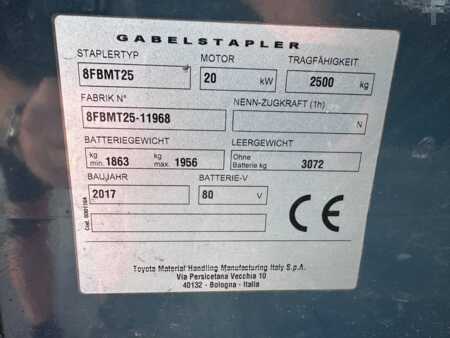 GABELSTAPLER
STAPLERTYP MOTOR TRAGFÄHIGKEIT
8FBMT25 20 kW 2500 kg
FABRIK N° NENN-ZUGKRAFT (1h)
8FBMT25-11968 N
BATTERIEGEWICHT LEERGEWICHT
kg min. 1863 kg max. 1956 Ohne Batterie kg 3072
BAUJAHR BATTERIE-V
2017 80 V
CE
Toyota Material Handling Manufacturing Italy S.p.A.
Via Persicetana Vecchia 10
40132 - Bologna - Italia